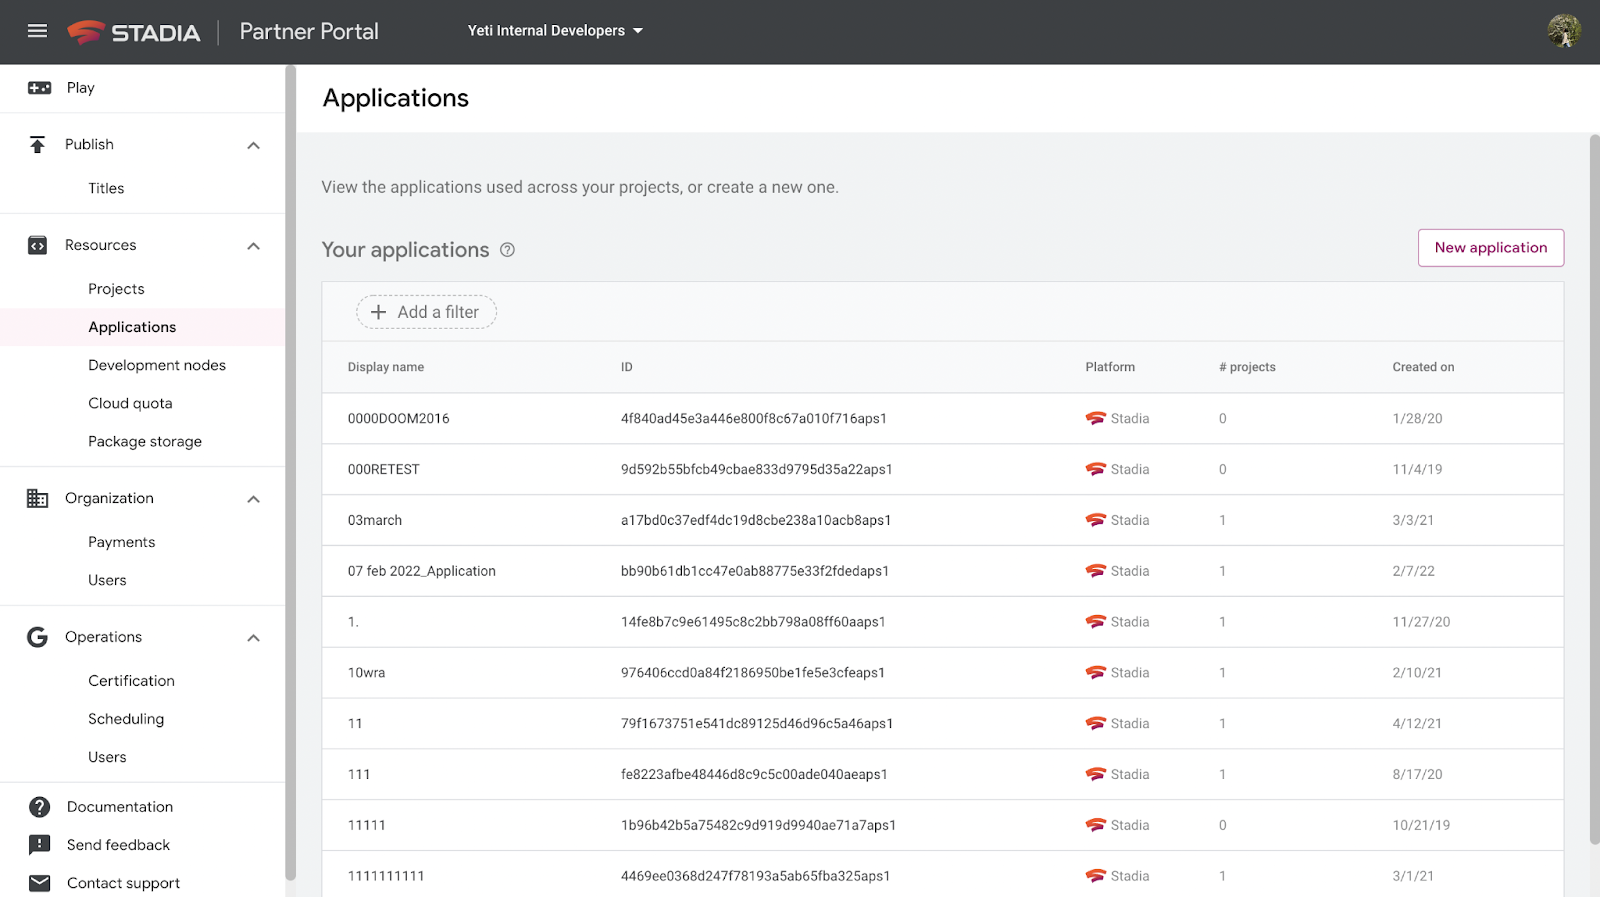 STADIA
Partner Portal
Yeti Internal Developers
Play
Publish
Titles
Resources
Projects
Applications
Development nodes
Cloud quota
Package storage
Organization
Payments
Users
Operations
Certification
Scheduling
Users
Documentation
Send feedback
Contact support
Applications
View the applications used across your projects, or create a new one.
Your applications
New application
Add a filter
Display name ID Platform # projects Created on
0000DOOM2016 4f840ad45e3a446e800f8c67a010f716aps1 Stadia 0 1/28/20
000RETEST 9d592b55bfcb49cbae833d9795d35a22aps1 Stadia 0 11/4/19
03march a17bd0c37edf4dc19d8cbe238a10acb8aps1 Stadia 1 3/3/21
07 feb 2022_Application bb90b61db1cc47e0ab88775e33f2fdedaps1 Stadia 1 2/7/22
1. 14fe8b7c9e61495c8c2bb798a08ff60aaps1 Stadia 1 11/27/20
10wra 976406ccd0a84f2186950be1fe5e3cfeaps1 Stadia 1 2/10/21
11 79f1673751e541dc89125d46d96c5a46aps1 Stadia 1 4/12/21
111 fe8223afbe48446d8c9c5c00ade040aeaps1 Stadia 1 8/17/20
11111 1b96b42b5a75482c9d919d9940ae71a7aps1 Stadia 0 10/21/19
1111111111 4469ee0368d247f78193a5ab65fba325aps1 Stadia 1 3/1/21